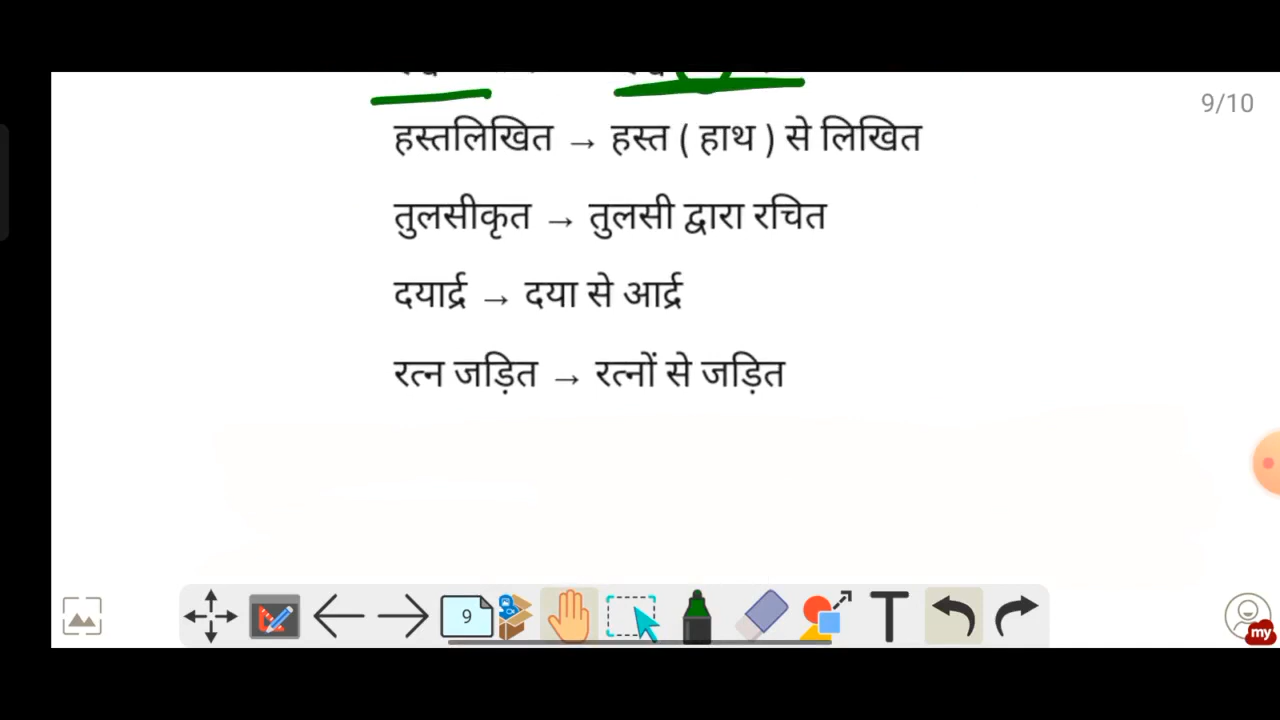 9/10
हस्तलिखित → हस्त ( हाथ ) से लिखित
तुलसीकृत → तुलसी द्वारा रचित
दयार्द्र → दया से आर्द्र
रत्न जड़ित → रत्नों से जड़ित
9
T
my